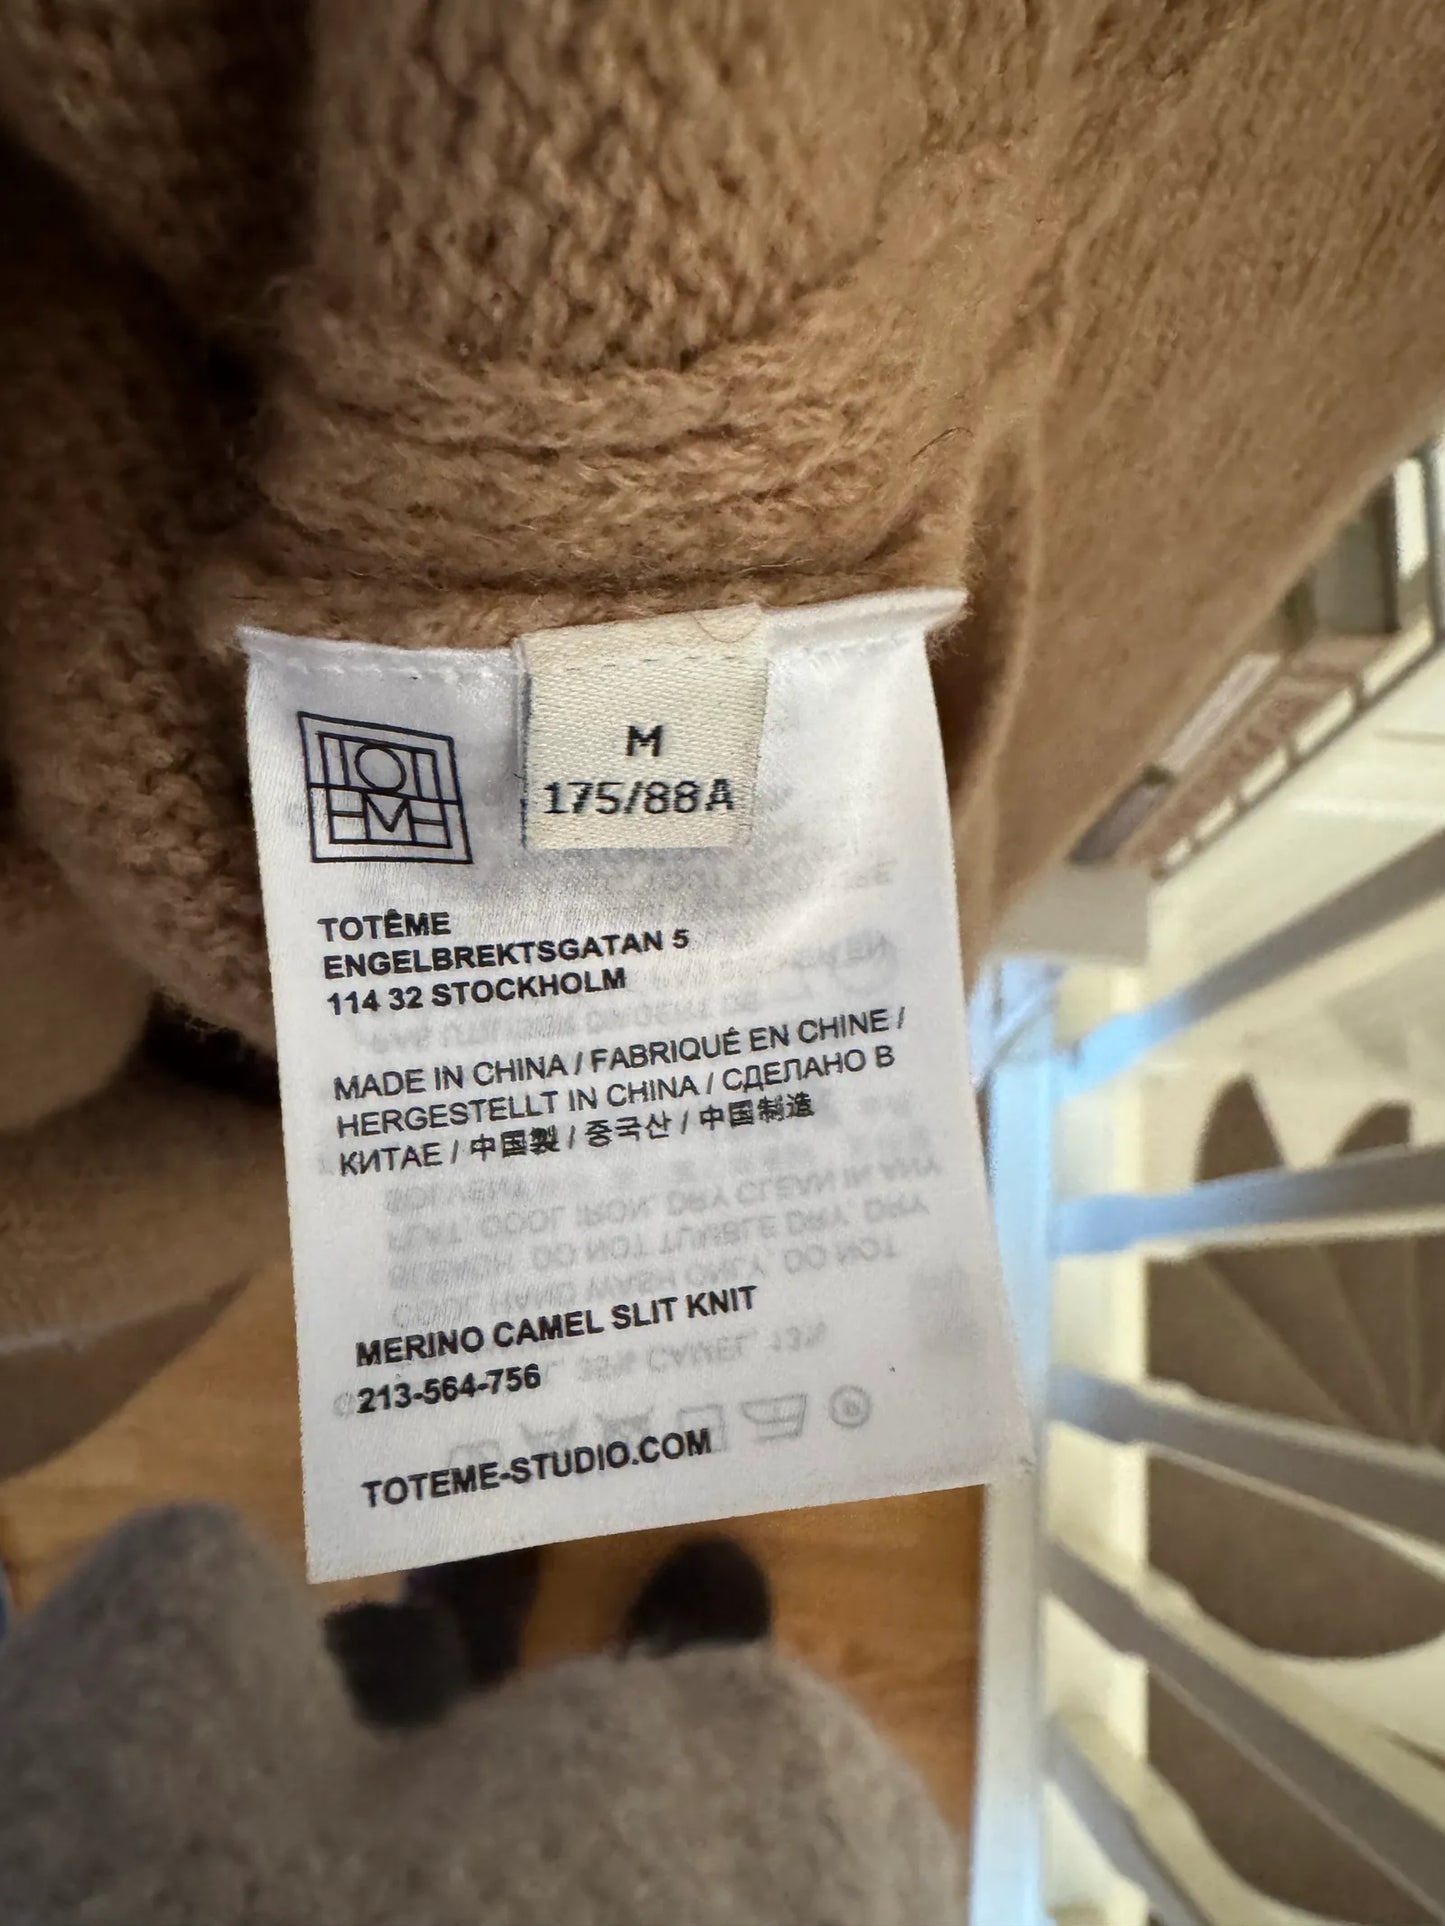 TOTEME
M
175/88A
TOTÊME
ENGELBREKTSGATAN 5
114 32 STOCKHOLM
MADE IN CHINA / FABRIQUÉ EN CHINE /
HERGESTELLT IN CHINA / СДЕЛАНО В
КИТАЕ / 中国製 / 중국산 / 中国制造
MERINO CAMEL SLIT KNIT
213-564-756
TOTEME-STUDIO.COM